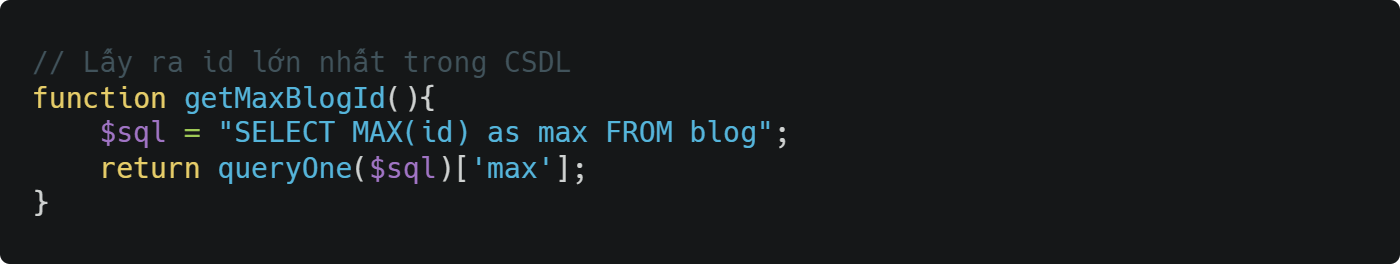 // Lấy ra id lớn nhất trong CSDL
function getMaxBlogId(){
    $sql = "SELECT MAX(id) as max FROM blog";
    return queryOne($sql)['max'];
}